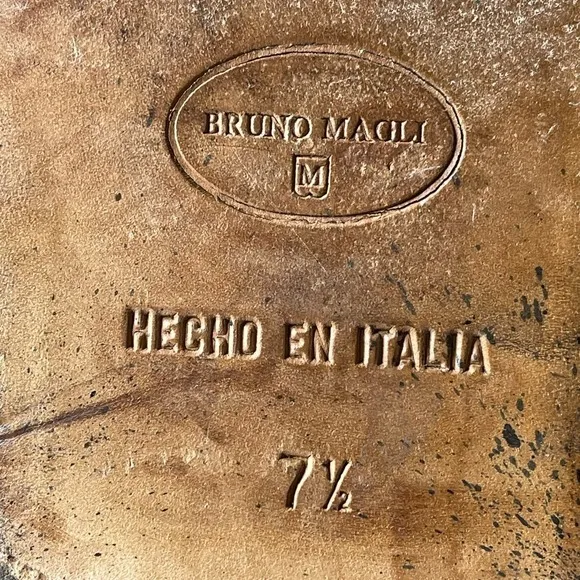 BRUNO MAGLI
M
HECHO EN ITALIA
7½